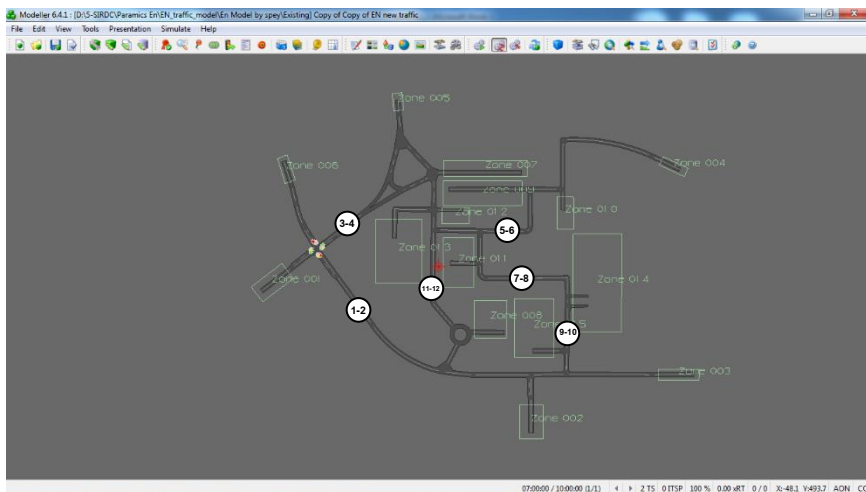 Modeller 6.4.1 : [D:\5-SIRDC\Paramics En\EN_traffic_model\En Model by spey\Existing] Copy of Copy of EN new traffic
File Edit View Tools Presentation Simulate Help
Zone 005
Zone 006
Zone 007
Zone 004
Zone 009
Zone 012
Zone 010
3-4
5-6
Zone 013
Zone 011
Zone 001
7-8
Zone 014
11-12
1-2
Zone 008
9-10
Zone 003
Zone 002
07:00:00 / 10:00:00 (1/1) 2 TS 0 ITSP 100 % 0.00 xRT 0 / 0 X:-48.1 Y:493.7 AON